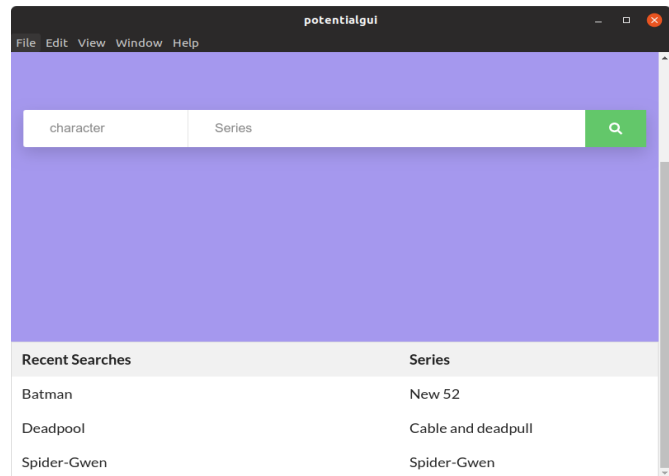 potentialgui
File Edit View Window Help
character Series
Recent Searches Series
Batman New 52
Deadpool Cable and deadpull
Spider-Gwen Spider-Gwen